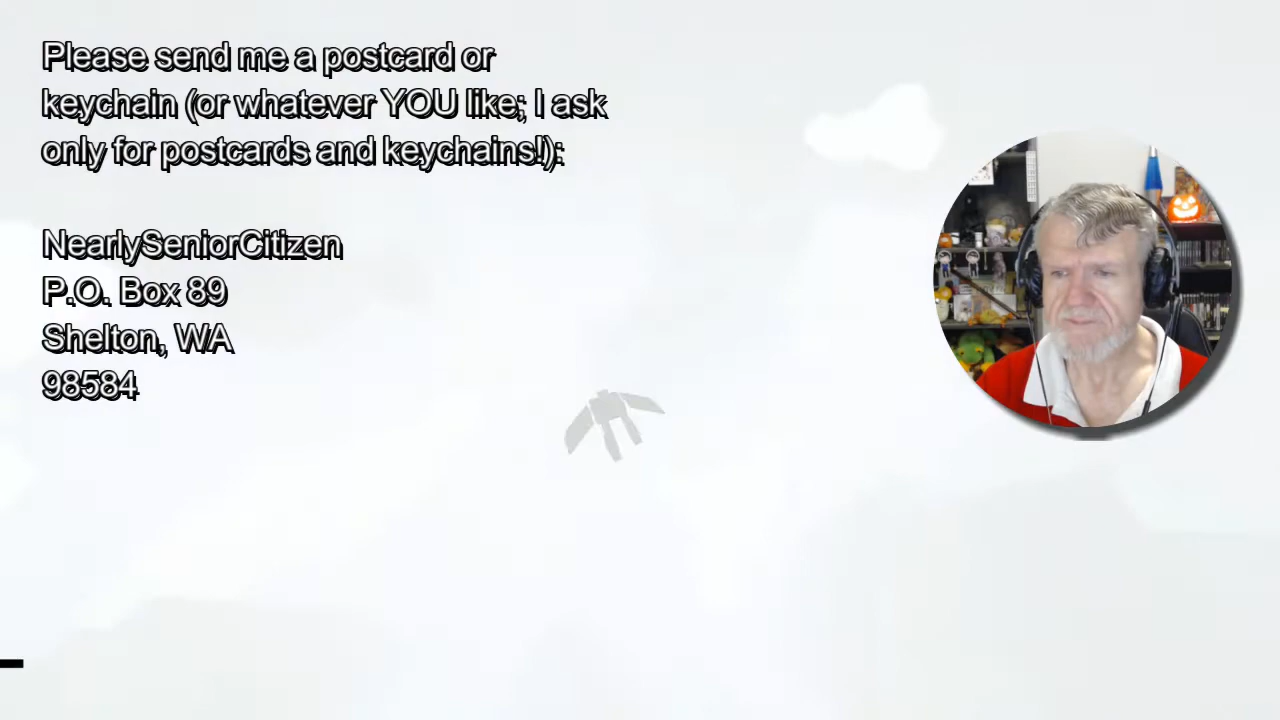 Please send me a postcard or
keychain (or whatever YOU like; I ask
only for postcards and keychains!):
NearlySeniorCitizen
P.O. Box 89
Shelton, WA
98584